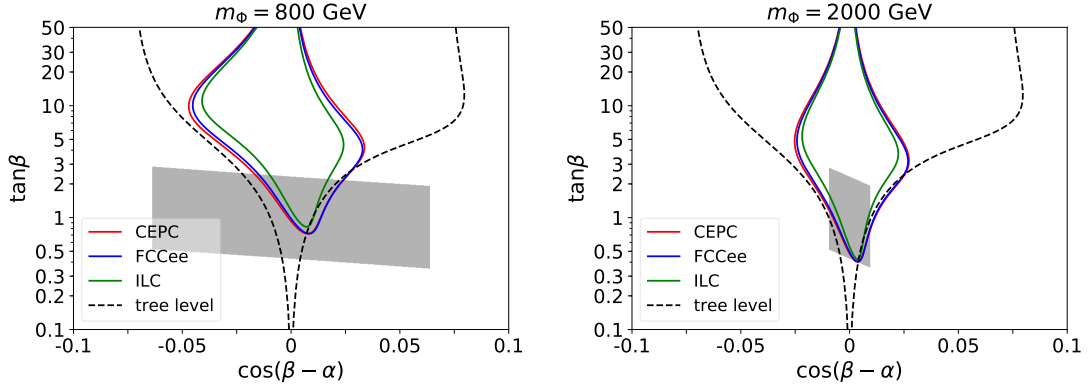 m_Φ = 800 GeV
tanβ
50
30
20
10
5
3
2
1
0.5
0.3
0.2
0.1
CEPC
FCCee
ILC
tree level
-0.1
-0.05
0
0.05
0.1
cos(β − α)
m_Φ = 2000 GeV
tanβ
50
30
20
10
5
3
2
1
0.5
0.3
0.2
0.1
CEPC
FCCee
ILC
tree level
-0.1
-0.05
0
0.05
0.1
cos(β − α)